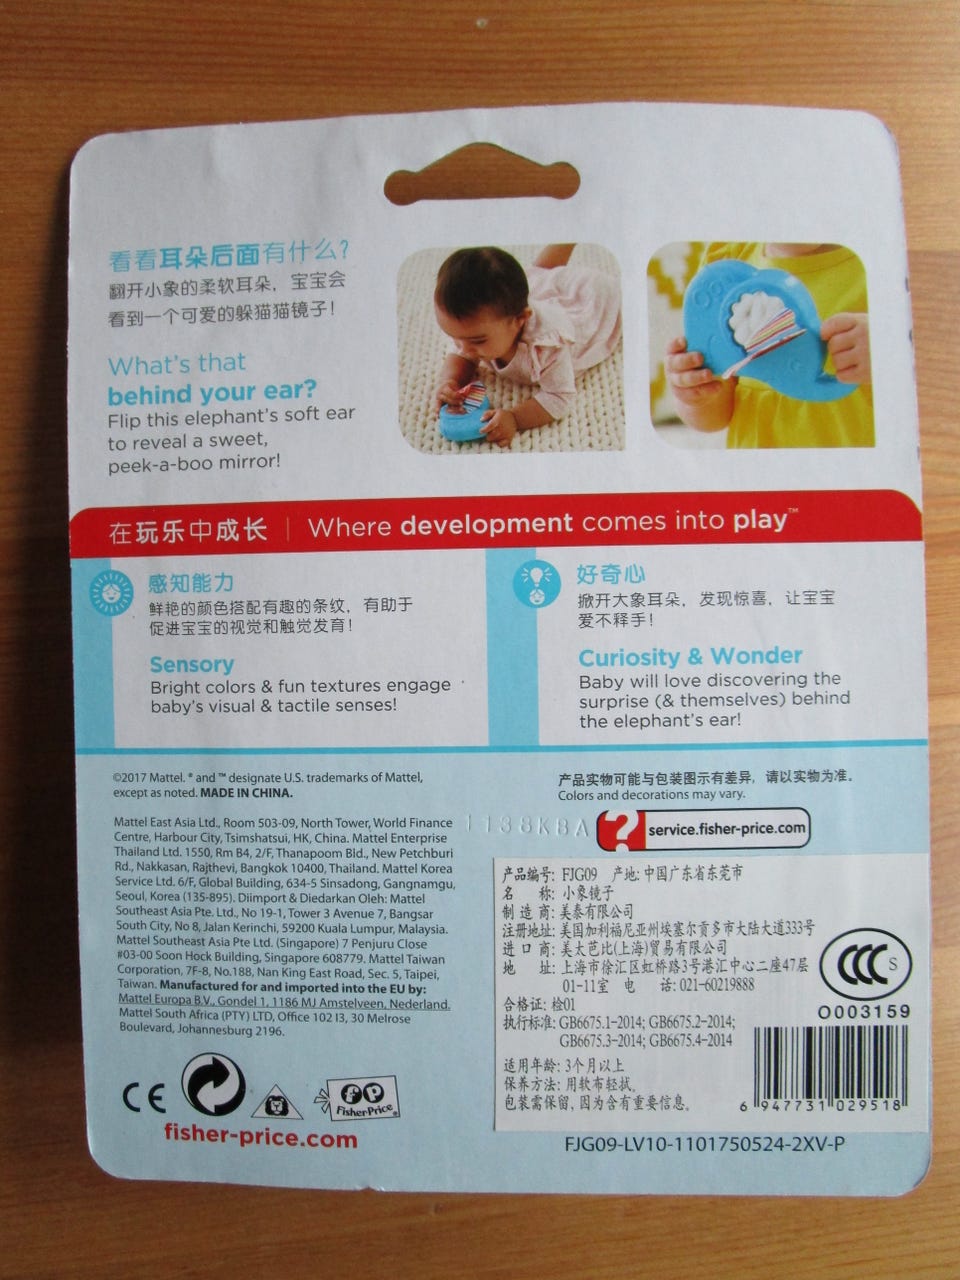 看看耳朵后面有什么?
翻开小象的柔软耳朵，宝宝会
看到一个可爱的躲猫猫镜子!
What's that
behind your ear?
Flip this elephant's soft ear
to reveal a sweet,
peek-a-boo mirror!
在玩乐中成长 | Where development comes into play™
感知能力
鲜艳的颜色搭配有趣的条纹，有助于
促进宝宝的视觉和触觉发育!
Sensory
Bright colors & fun textures engage
baby's visual & tactile senses!
好奇心
掀开大象耳朵，发现惊喜，让宝宝
爱不释手!
Curiosity & Wonder
Baby will love discovering the
surprise (& themselves) behind
the elephant's ear!
©2017 Mattel. ® and ™ designate U.S. trademarks of Mattel,
except as noted. MADE IN CHINA.
Mattel East Asia Ltd., Room 503-09, North Tower, World Finance
Centre, Harbour City, Tsimshatsui, HK, China. Mattel Enterprise
Thailand Ltd. 1550, Rm B4, 2/F, Thanapoom Bld., New Petchburi
Rd., Nakkasan, Rajthevi, Bangkok 10400, Thailand. Mattel Korea
Service Ltd. 6/F, Global Building, 634-5 Sinsadong, Gangnamgu,
Seoul, Korea (135-895). Diimport & Diedarkan Oleh: Mattel
Southeast Asia Pte. Ltd., No 19-1, Tower 3 Avenue 7, Bangsar
South City, No 8, Jalan Kerinchi, 59200 Kuala Lumpur, Malaysia.
Mattel Southeast Asia Pte Ltd. (Singapore) 7 Penjuru Close
#03-00 Soon Hock Building, Singapore 608779. Mattel Taiwan
Corporation, 7F-8, No.188, Nan King East Road, Sec. 5, Taipei,
Taiwan. Manufactured for and imported into the EU by:
Mattel Europa B.V., Gondel 1, 1186 MJ Amstelveen, Nederland.
Mattel South Africa (PTY) LTD, Office 102 I3, 30 Melrose
Boulevard, Johannesburg 2196.
CE
fp
Fisher-Price®
fisher-price.com
产品实物可能与包装图示有差异，请以实物为准.
Colors and decorations may vary.
1138KBA
? service.fisher-price.com
产品编号: FJG09 产地: 中国广东省东莞市
名 称: 小象镜子
制 造 商: 美泰有限公司
注册地址: 美国加利福尼亚州埃塞尔贡多市大陆大道333号
进 口 商: 美太芭比(上海)贸易有限公司
地 址: 上海市徐汇区虹桥路3号港汇中心二座47层
01-11室 电 话: 021-60219888
合格证: 检01
执行标准: GB6675.1-2014; GB6675.2-2014;
GB6675.3-2014; GB6675.4-2014
适用年龄: 3个月以上
保养方法: 用软布轻拭。
包装需保留, 因为含有重要信息。
CCC S
O003159
6 947731 029518
FJG09-LV10-1101750524-2XV-P